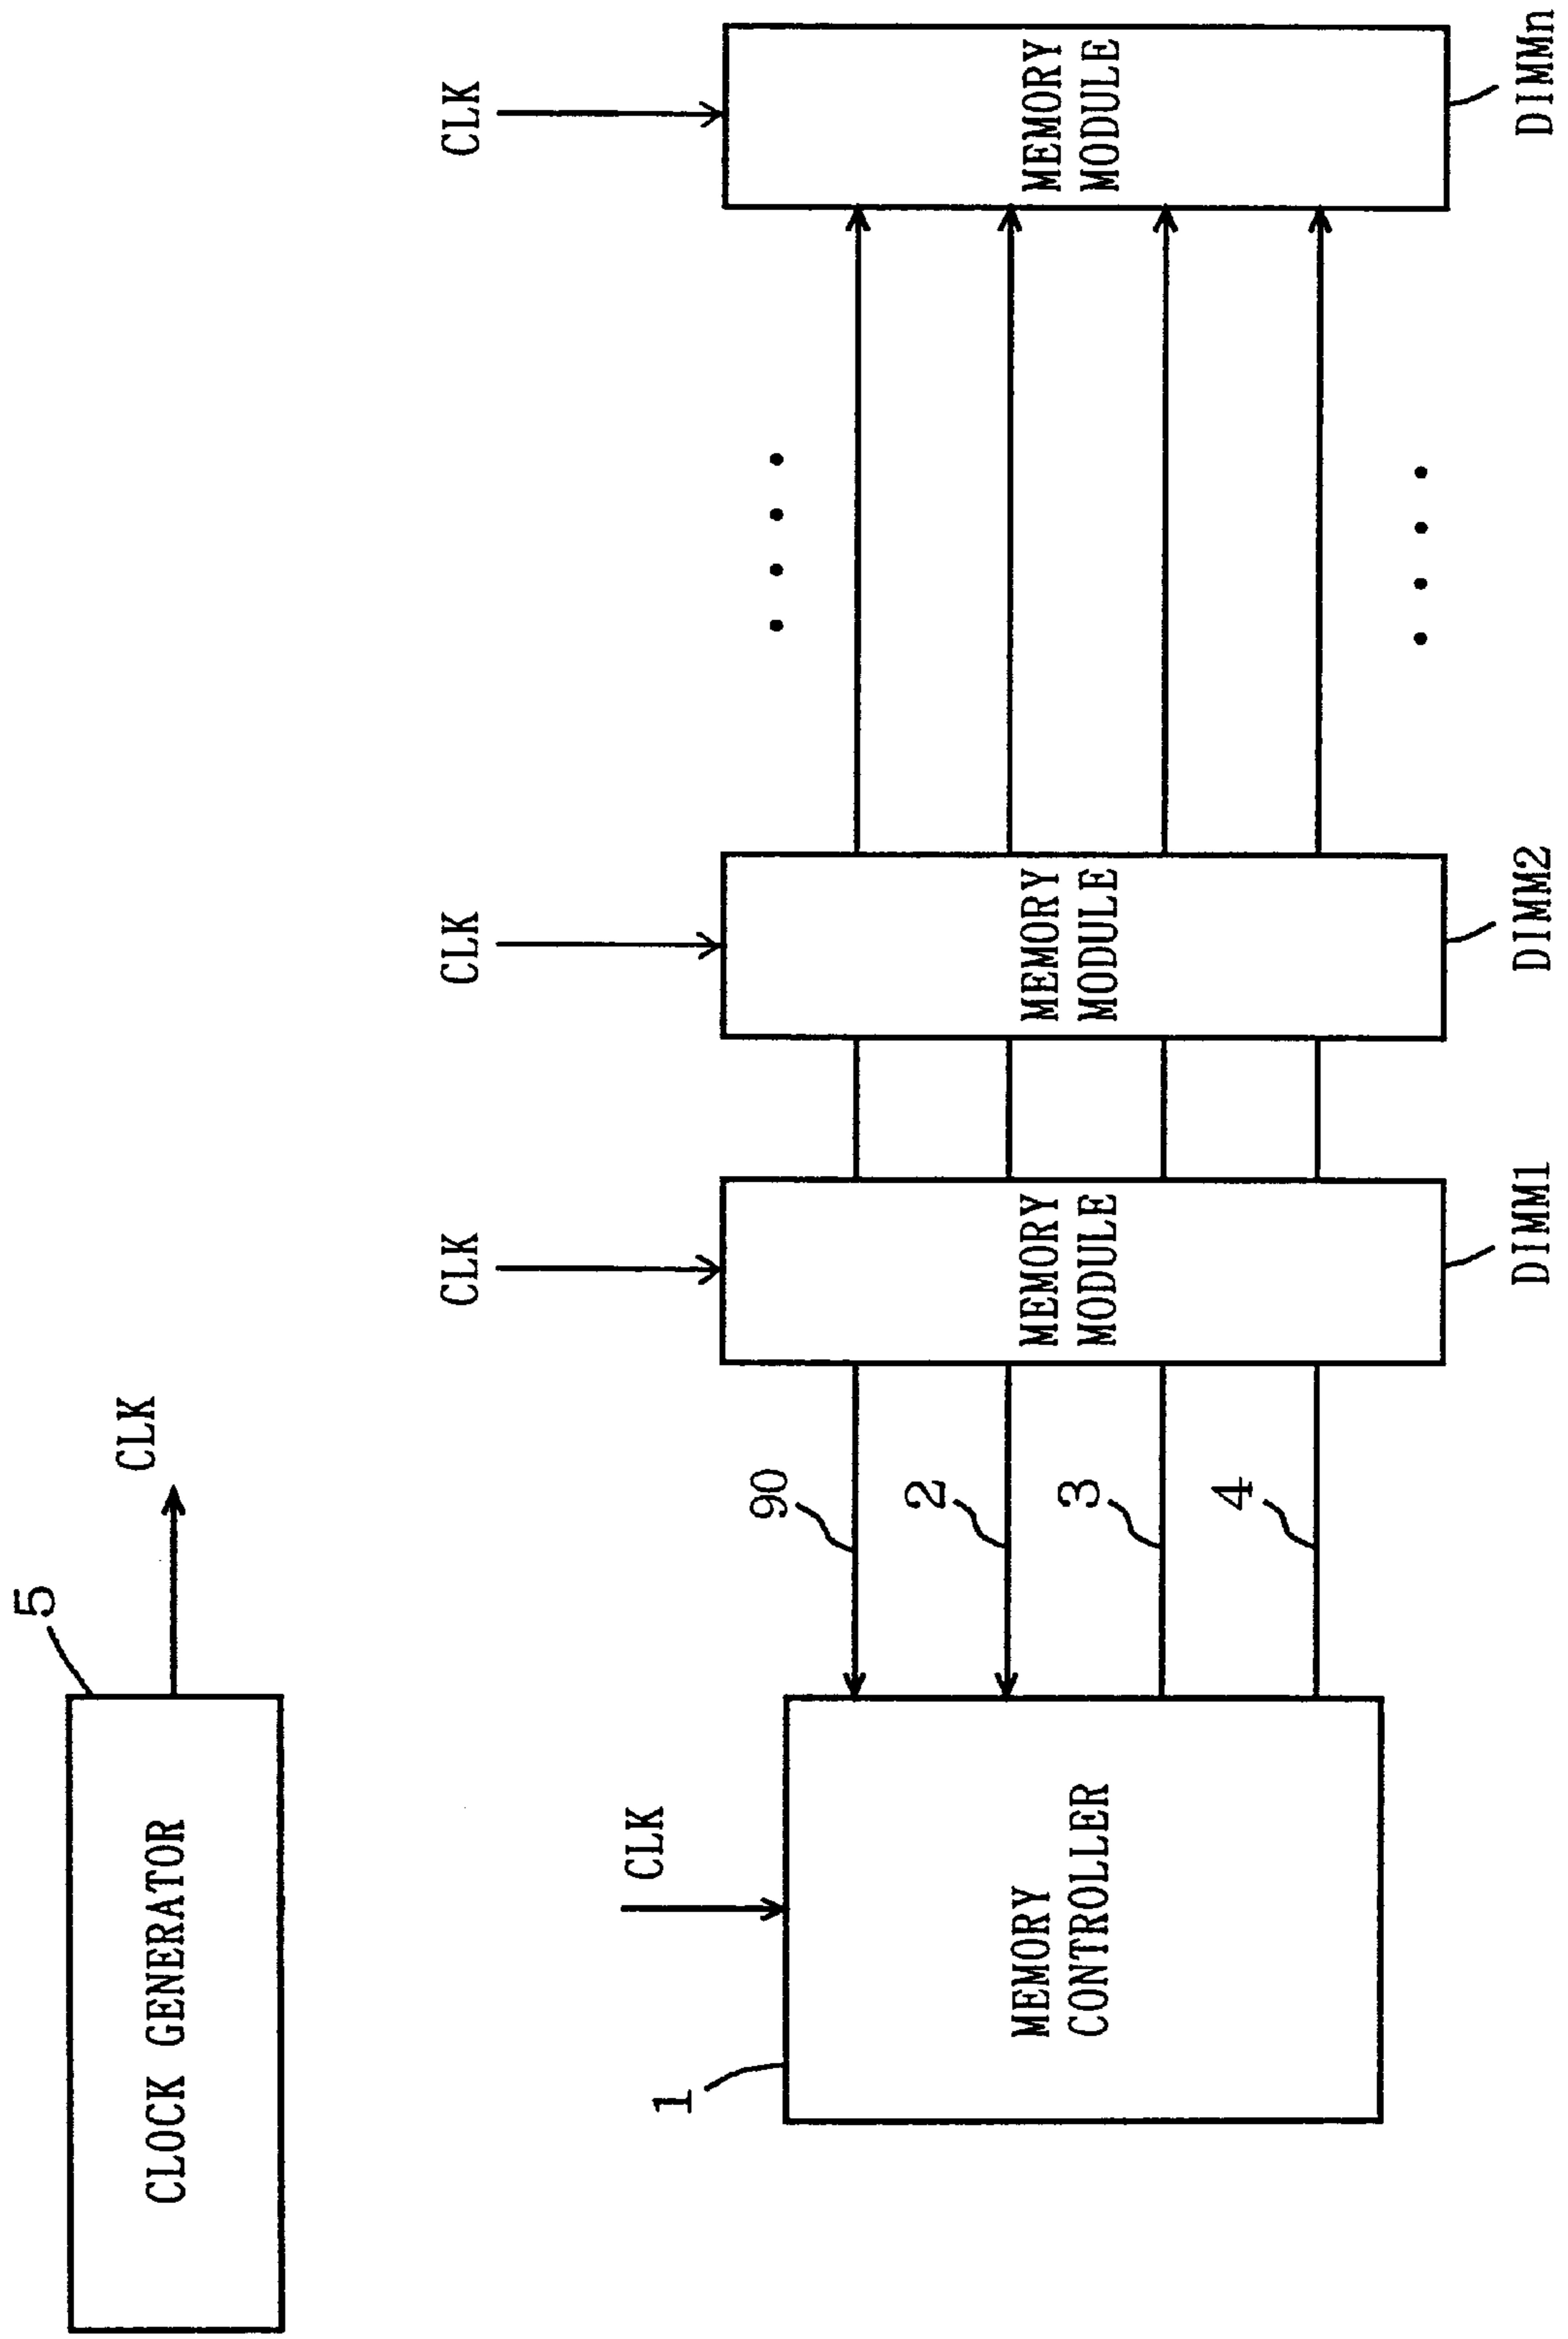 CLOCK GENERATOR
5
CLK
1
CLK
MEMORY
CONTROLLER
90
2
3
4
CLK
MEMORY
MODULE
DIMM1
CLK
MEMORY
MODULE
DIMM2
CLK
MEMORY
MODULE
DIMMn